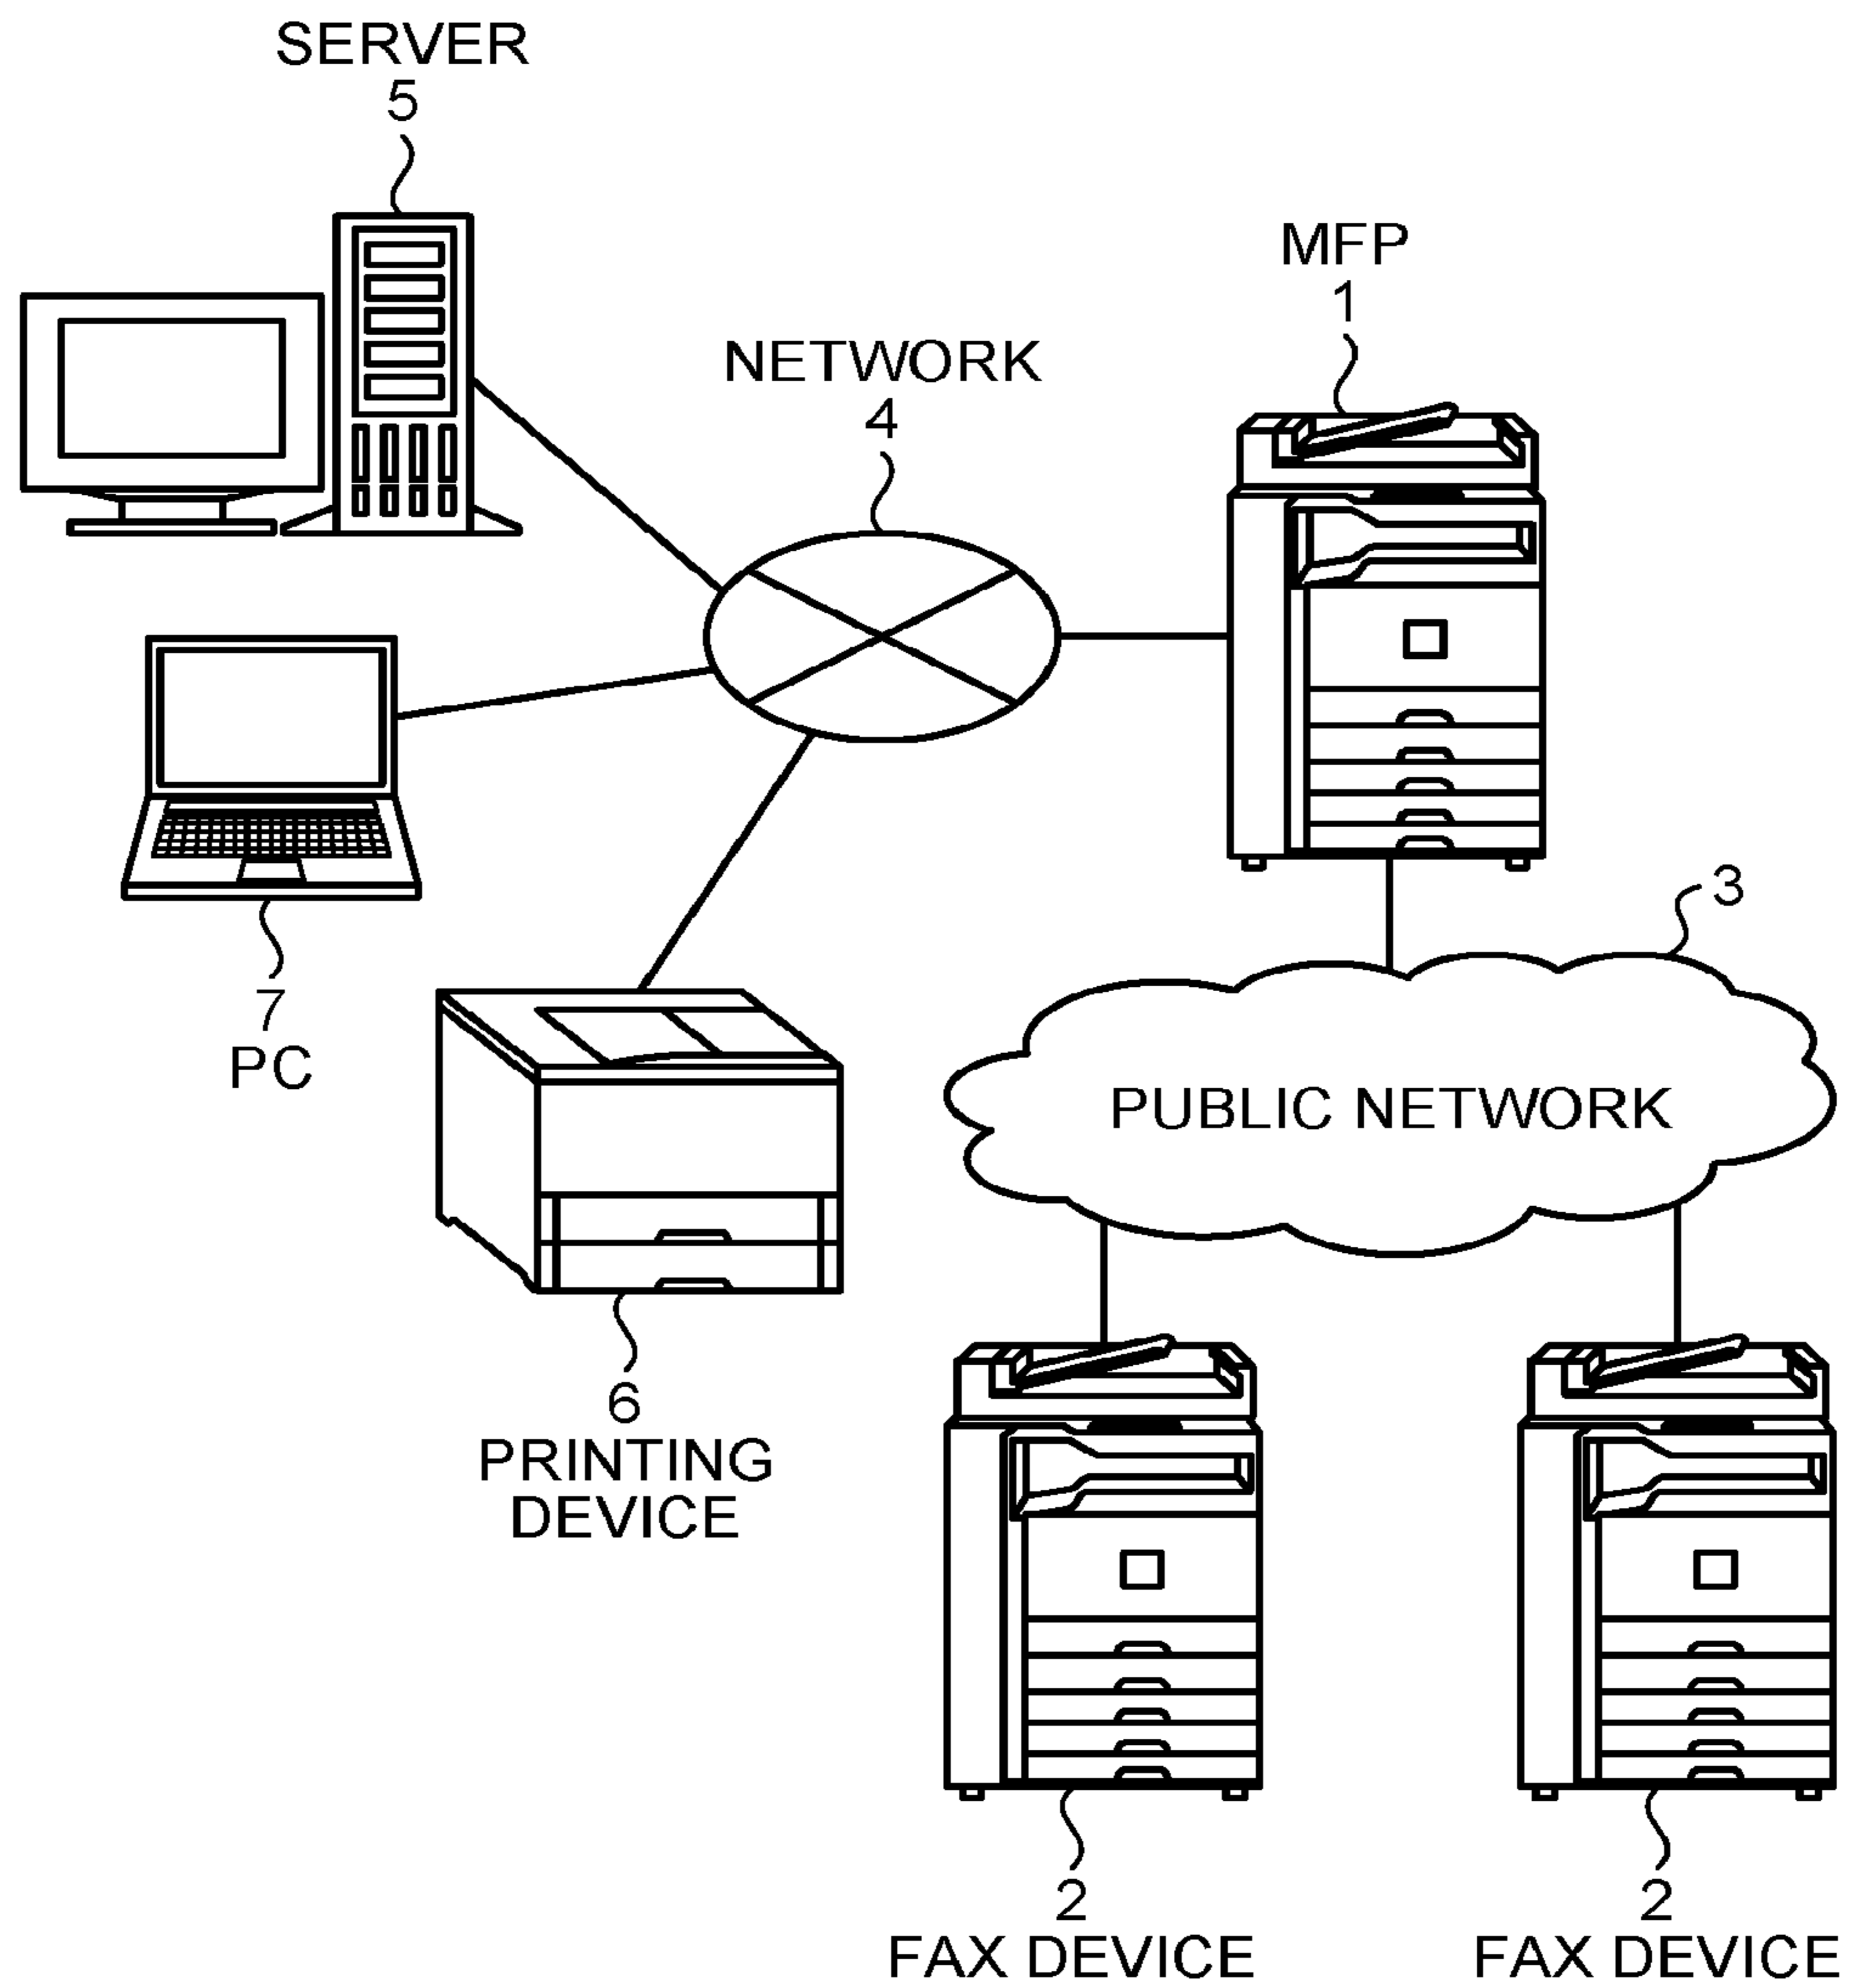 SERVER
5
MFP
1
NETWORK
4
3
7
PC
PUBLIC NETWORK
6
PRINTING
DEVICE
2
FAX DEVICE
2
FAX DEVICE